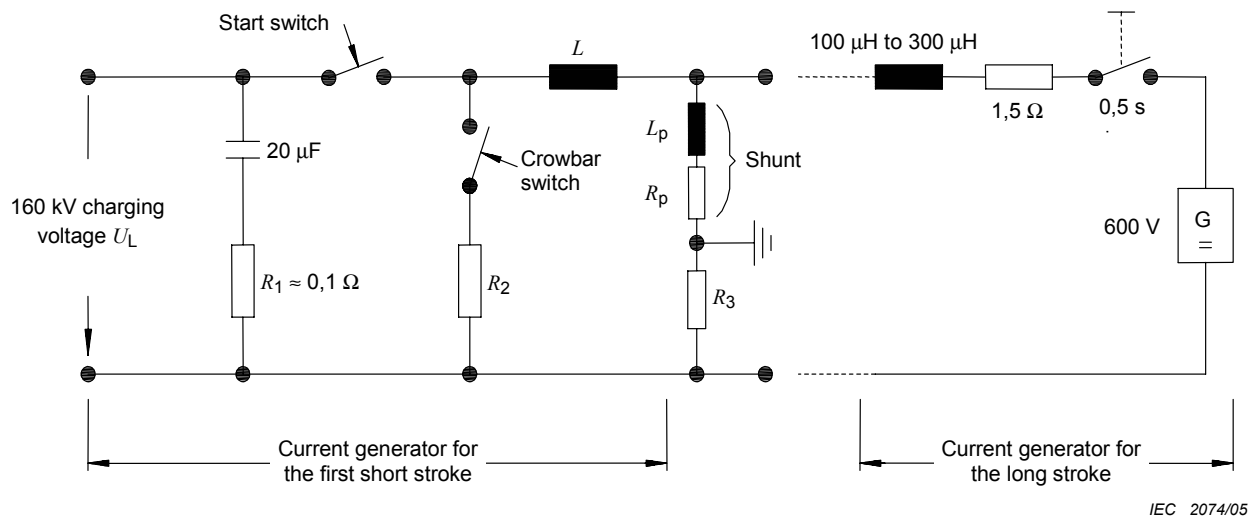 Start switch
L
100 μH to 300 μH
1,5 Ω
0,5 s
20 μF
Crowbar
switch
Lp
Rp
Shunt
160 kV charging
voltage UL
R1 ≈ 0,1 Ω
R2
R3
600 V
G
=
Current generator for
the first short stroke
Current generator for
the long stroke
IEC 2074/05